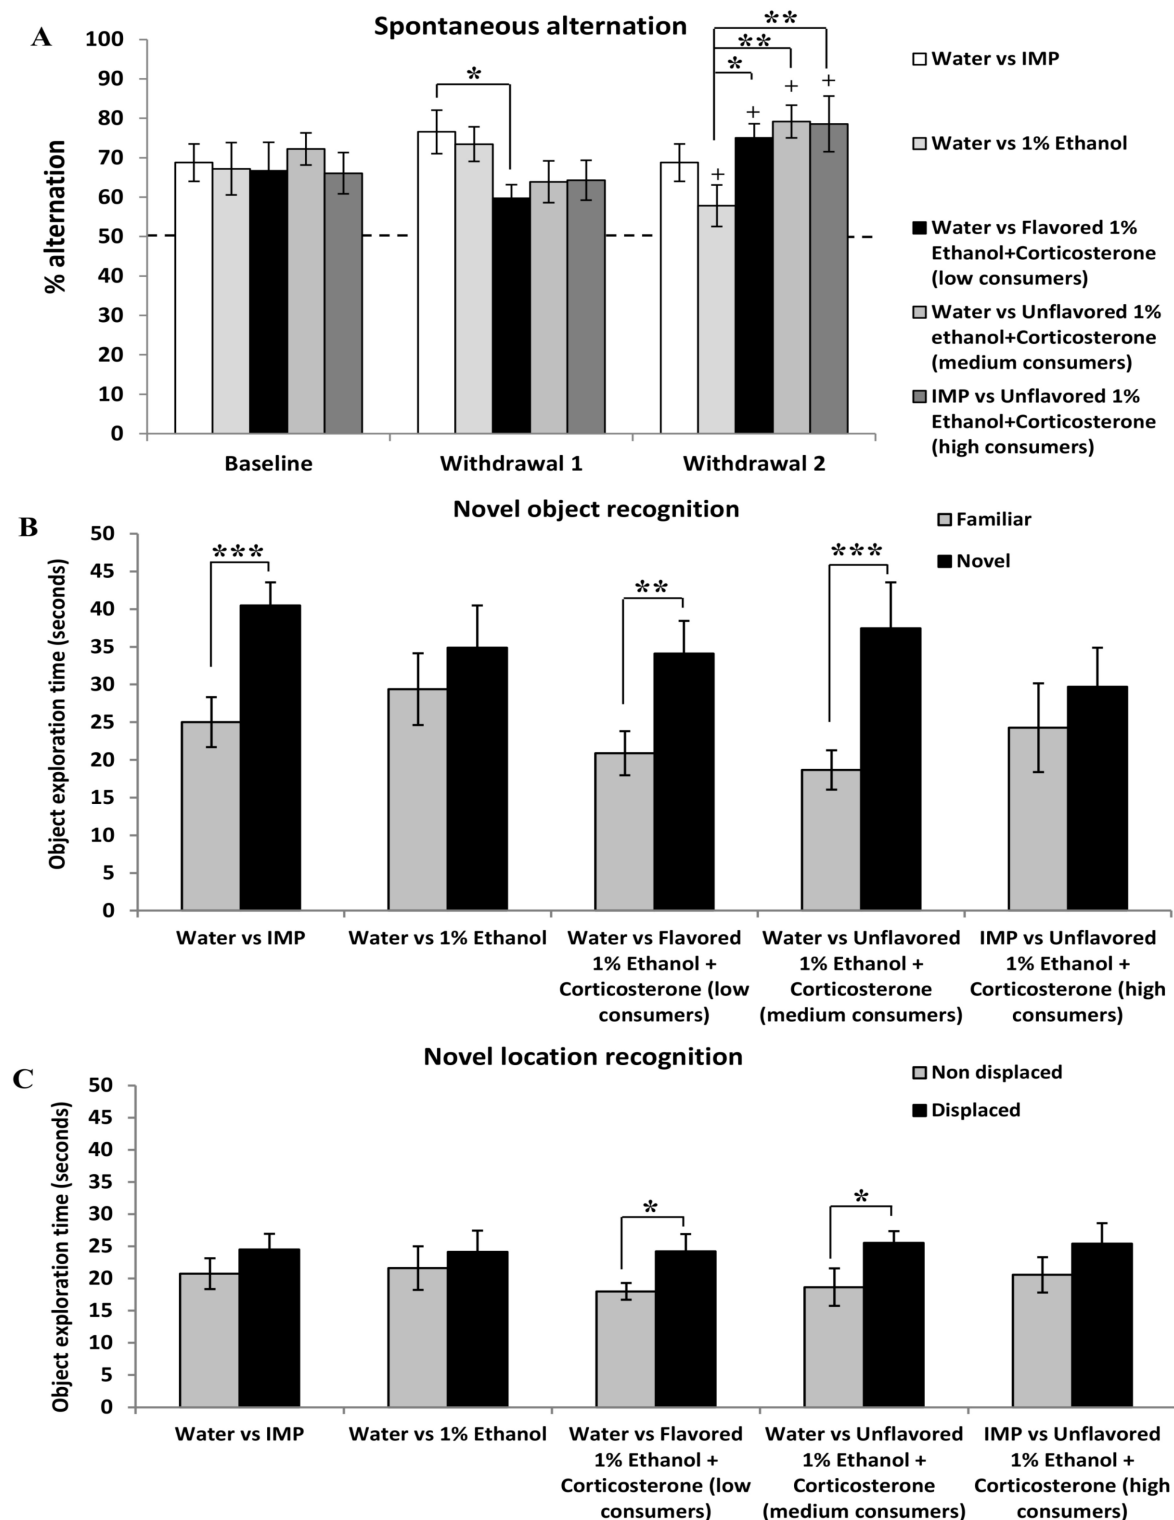 A
Spontaneous alternation
% alternation
100
90
80
70
60
50
40
30
20
10
0
*
**
**
*
+
+
+
+
Baseline
Withdrawal 1
Withdrawal 2
Water vs IMP
Water vs 1% Ethanol
Water vs Flavored 1%
Ethanol+Corticosterone
(low consumers)
Water vs Unflavored 1%
ethanol+Corticosterone
(medium consumers)
IMP vs Unflavored 1%
Ethanol+Corticosterone
(high consumers)
B
Novel object recognition
Familiar
Novel
Object exploration time (seconds)
50
45
40
35
30
25
20
15
10
5
0
***
**
***
Water vs IMP
Water vs 1% Ethanol
Water vs Flavored
1% Ethanol +
Corticosterone (low
consumers)
Water vs Unflavored
1% Ethanol +
Corticosterone
(medium consumers)
IMP vs Unflavored
1% Ethanol +
Corticosterone (high
consumers)
C
Novel location recognition
Non displaced
Displaced
Object exploration time (seconds)
50
45
40
35
30
25
20
15
10
5
0
*
*
Water vs IMP
Water vs 1% Ethanol
Water vs Flavored
1% Ethanol +
Corticosterone (low
consumers)
Water vs Unflavored
1% Ethanol +
Corticosterone
(medium consumers)
IMP vs Unflavored
1% Ethanol +
Corticosterone (high
consumers)